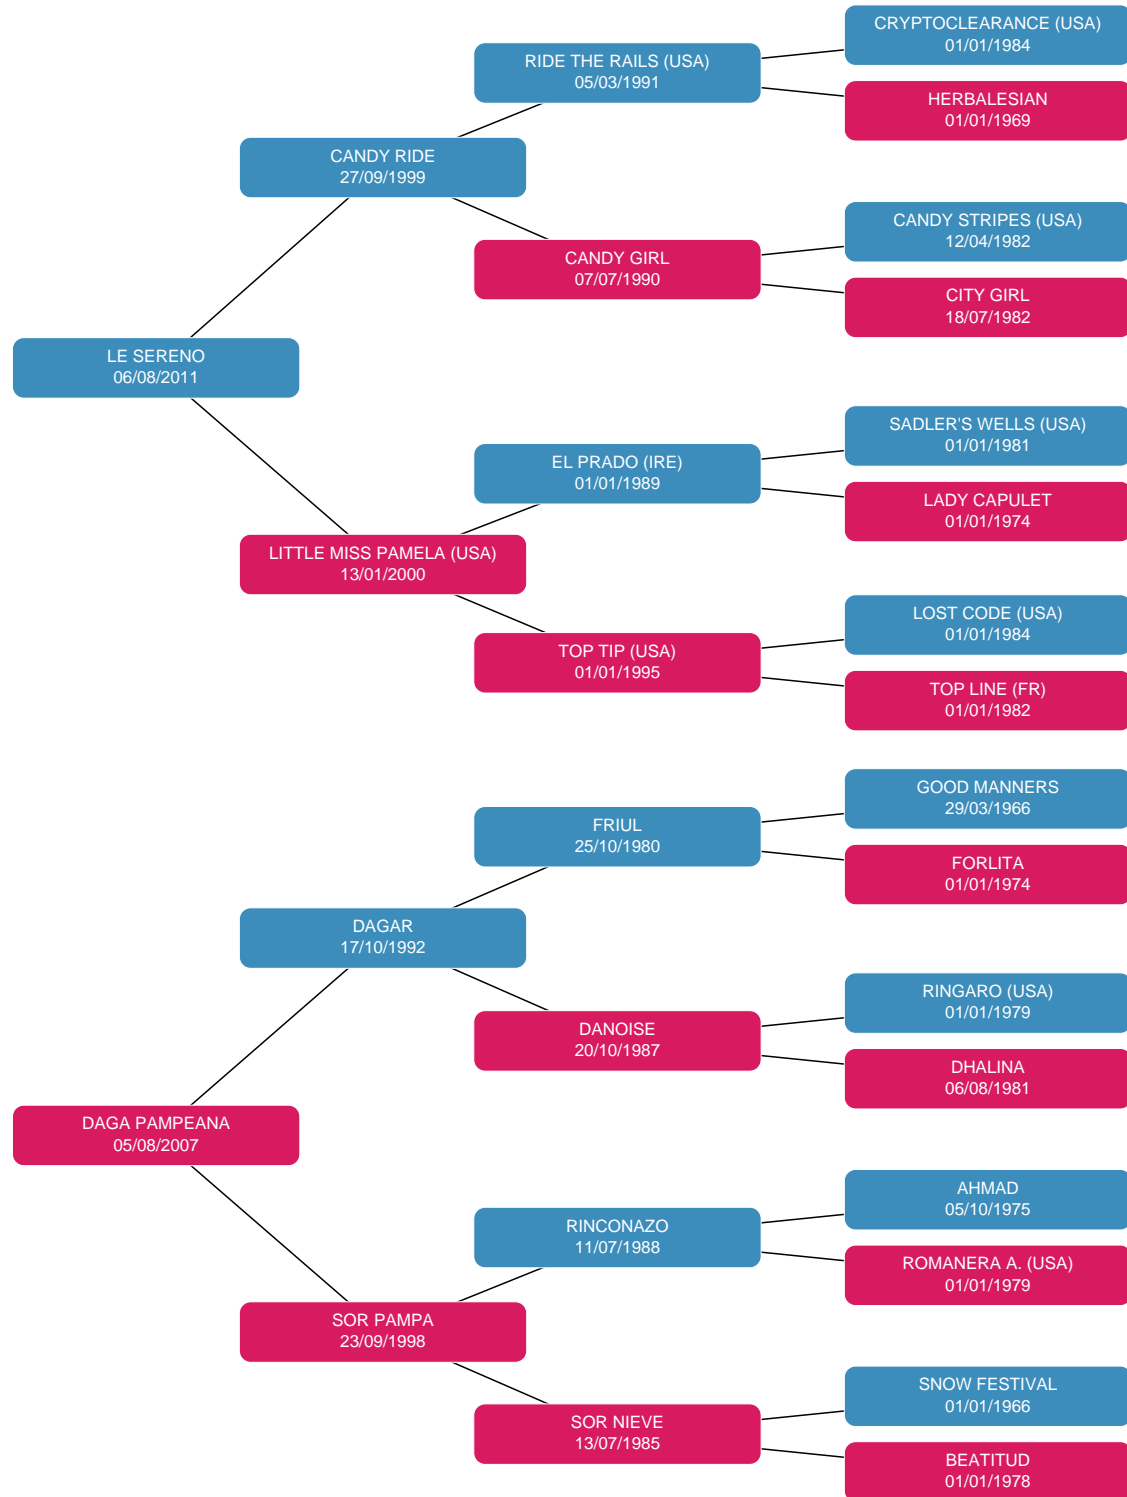 CRYPTOCLEARANCE (USA)
01/01/1984
RIDE THE RAILS (USA)
05/03/1991
HERBALESIAN
01/01/1969
CANDY RIDE
27/09/1999
CANDY STRIPES (USA)
12/04/1982
CANDY GIRL
07/07/1990
CITY GIRL
18/07/1982
LE SERENO
06/08/2011
SADLER'S WELLS (USA)
01/01/1981
EL PRADO (IRE)
01/01/1989
LADY CAPULET
01/01/1974
LITTLE MISS PAMELA (USA)
13/01/2000
LOST CODE (USA)
01/01/1984
TOP TIP (USA)
01/01/1995
TOP LINE (FR)
01/01/1982
GOOD MANNERS
29/03/1966
FRIUL
25/10/1980
FORLITA
01/01/1974
DAGAR
17/10/1992
RINGARO (USA)
01/01/1979
DANOISE
20/10/1987
DHALINA
06/08/1981
DAGA PAMPEANA
05/08/2007
AHMAD
05/10/1975
RINCONAZO
11/07/1988
ROMANERA A. (USA)
01/01/1979
SOR PAMPA
23/09/1998
SNOW FESTIVAL
01/01/1966
SOR NIEVE
13/07/1985
BEATITUD
01/01/1978